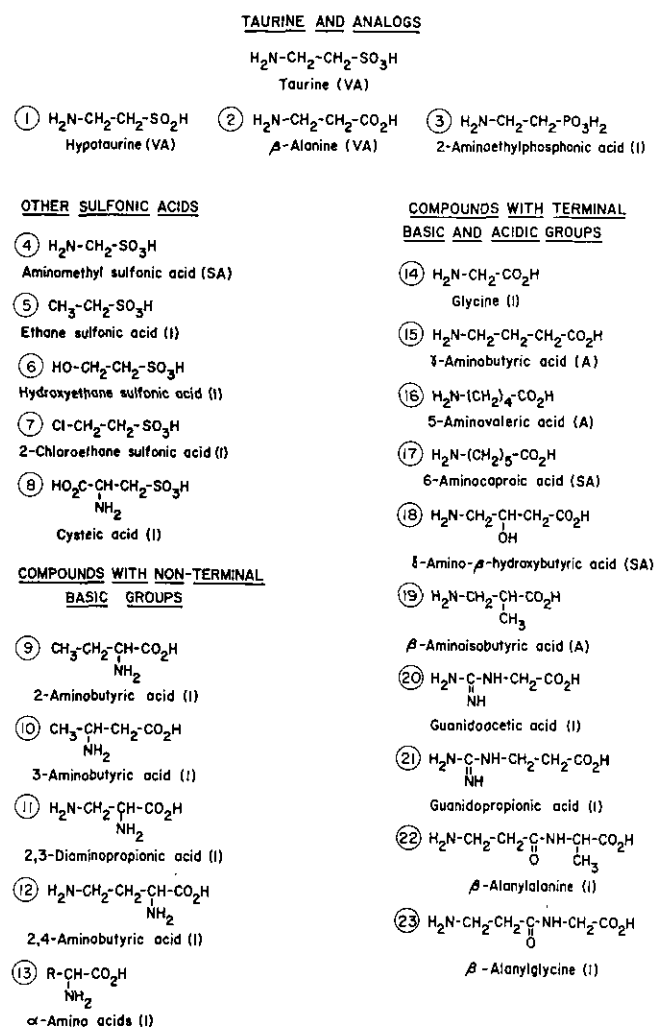 TAURINE AND ANALOGS
H2N-CH2-CH2-SO3H
Taurine (VA)
1 H2N-CH2-CH2-SO2H
Hypotaurine (VA)
2 H2N-CH2-CH2-CO2H
β-Alanine (VA)
3 H2N-CH2-CH2-PO3H2
2-Aminoethylphosphonic acid (I)
OTHER SULFONIC ACIDS
4 H2N-CH2-SO3H
Aminomethyl sulfonic acid (SA)
5 CH3-CH2-SO3H
Ethane sulfonic acid (I)
6 HO-CH2-CH2-SO3H
Hydroxyethane sulfonic acid (I)
7 Cl-CH2-CH2-SO3H
2-Chloroethane sulfonic acid (I)
8 HO2C-CH-CH2-SO3H
NH2
Cysteic acid (I)
COMPOUNDS WITH NON-TERMINAL
BASIC GROUPS
9 CH3-CH2-CH-CO2H
NH2
2-Aminobutyric acid (I)
10 CH3-CH-CH2-CO2H
NH2
3-Aminobutyric acid (I)
11 H2N-CH2-CH-CO2H
NH2
2,3-Diaminopropionic acid (I)
12 H2N-CH2-CH2-CH-CO2H
NH2
2,4-Aminobutyric acid (I)
13 R-CH-CO2H
NH2
α-Amino acids (I)
COMPOUNDS WITH TERMINAL
BASIC AND ACIDIC GROUPS
14 H2N-CH2-CO2H
Glycine (I)
15 H2N-CH2-CH2-CH2-CO2H
γ-Aminobutyric acid (A)
16 H2N-(CH2)4-CO2H
5-Aminovaleric acid (A)
17 H2N-(CH2)5-CO2H
6-Aminocaproic acid (SA)
18 H2N-CH2-CH-CH2-CO2H
OH
γ-Amino-β-hydroxybutyric acid (SA)
19 H2N-CH2-CH-CO2H
CH3
β-Aminoisobutyric acid (A)
20 H2N-C-NH-CH2-CO2H
NH
Guanidoacetic acid (I)
21 H2N-C-NH-CH2-CH2-CO2H
NH
Guanidopropionic acid (I)
22 H2N-CH2-CH2-C-NH-CH-CO2H
O CH3
β-Alanylalanine (I)
23 H2N-CH2-CH2-C-NH-CH2-CO2H
O
β-Alanylglycine (I)